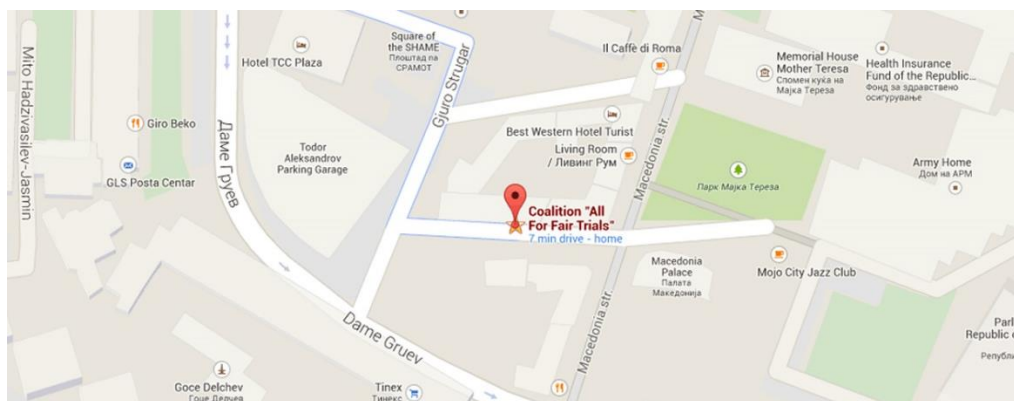 Mito Hadzivasilev-Jasmin
Hotel TCC Plaza
Square of
the SHAME
Плоштад на
СРАМОТ
Gjuro Strugar
Il Caffè di Roma
Memorial House
Mother Teresa
Спомен куќа на
Мајка Тереза
Health Insurance
Fund of the Republic...
Фонд за здравствено
осигурување
Giro Beko
Даме Груев
Best Western Hotel Turist
Living Room
/ Ливинг Рум
Macedonia str.
GLS Posta Centar
Todor
Aleksandrov
Parking Garage
Парк Мајка Тереза
Army Home
Дом на АРМ
Coalition "All
For Fair Trials"
7 min drive - home
Macedonia
Palace
Палата
Македонија
Mojo City Jazz Club
Dame Gruev
Macedonia str.
Parl
Republic o
Републи
Goce Delchev
Гоце Делчев
Tinex
Тинекс